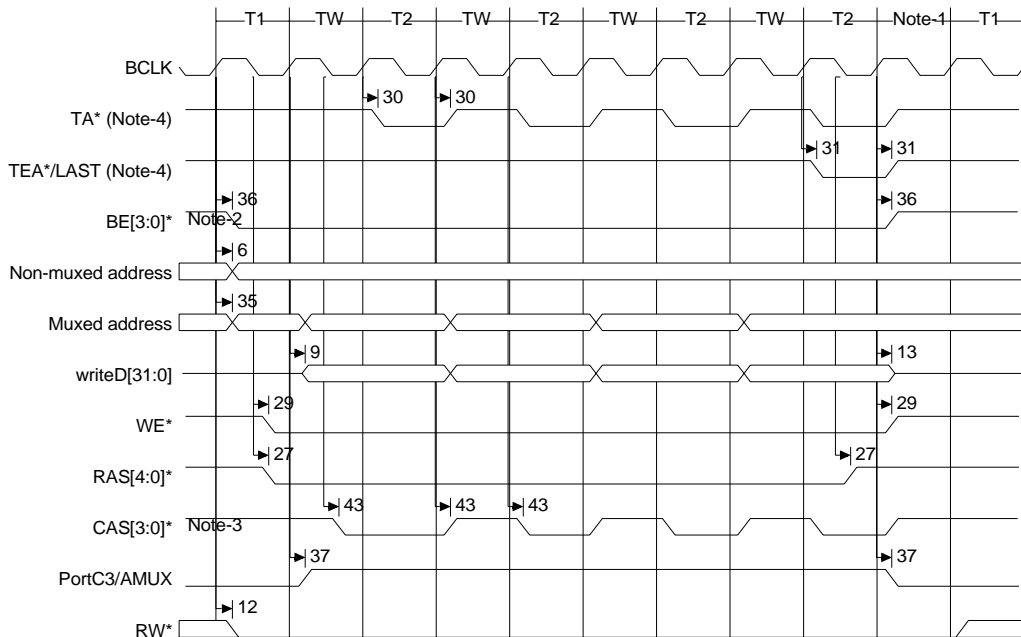 T1 TW T2 TW T2 TW T2 TW T2 Note-1 T1
BCLK
30 30
TA* (Note-4)
31 31
TEA*/LAST (Note-4)
36 36
BE[3:0]* Note-2
6
Non-muxed address
35
Muxed address
9 13
writeD[31:0]
29 29
WE*
27 27
RAS[4:0]*
43 43 43
CAS[3:0]* Note-3
37 37
PortC3/AMUX
12
RW*